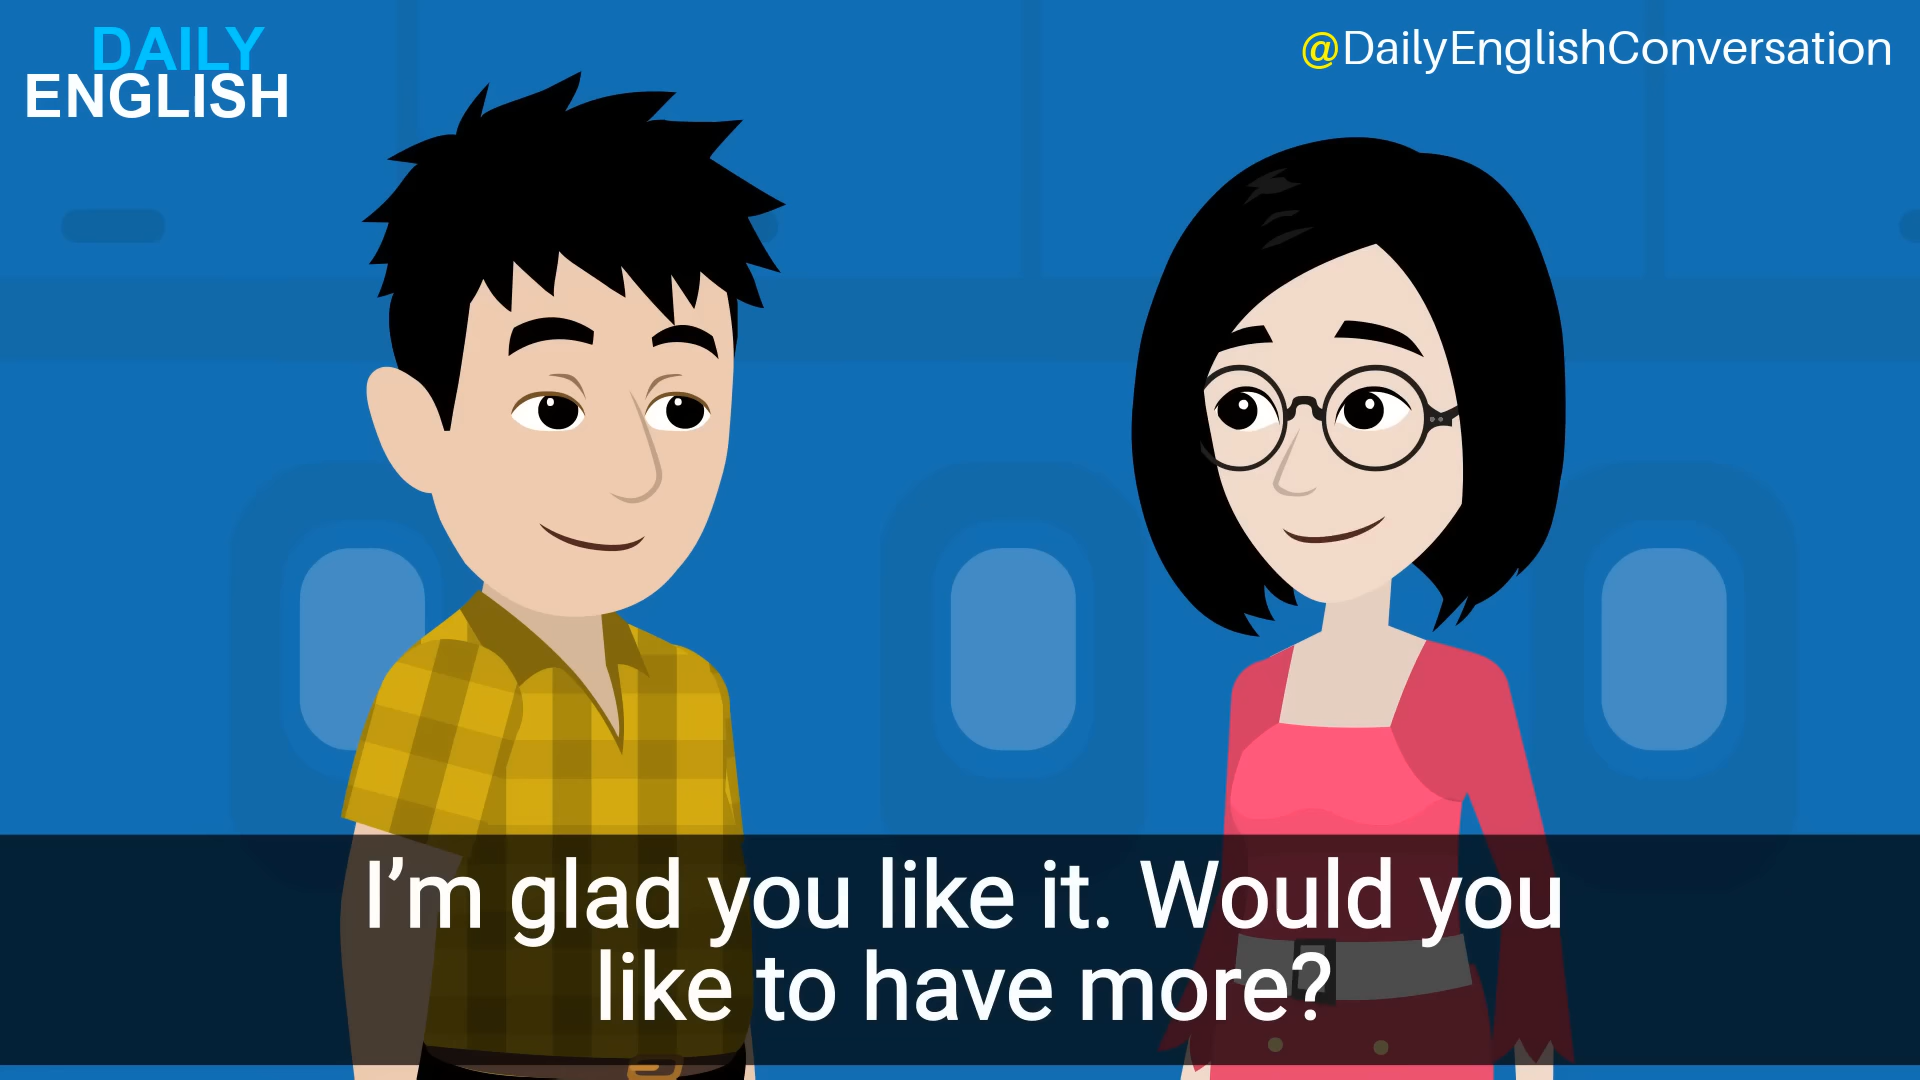 DAILY
ENGLISH
@DailyEnglishConversation
I’m glad you like it. Would you
like to have more?